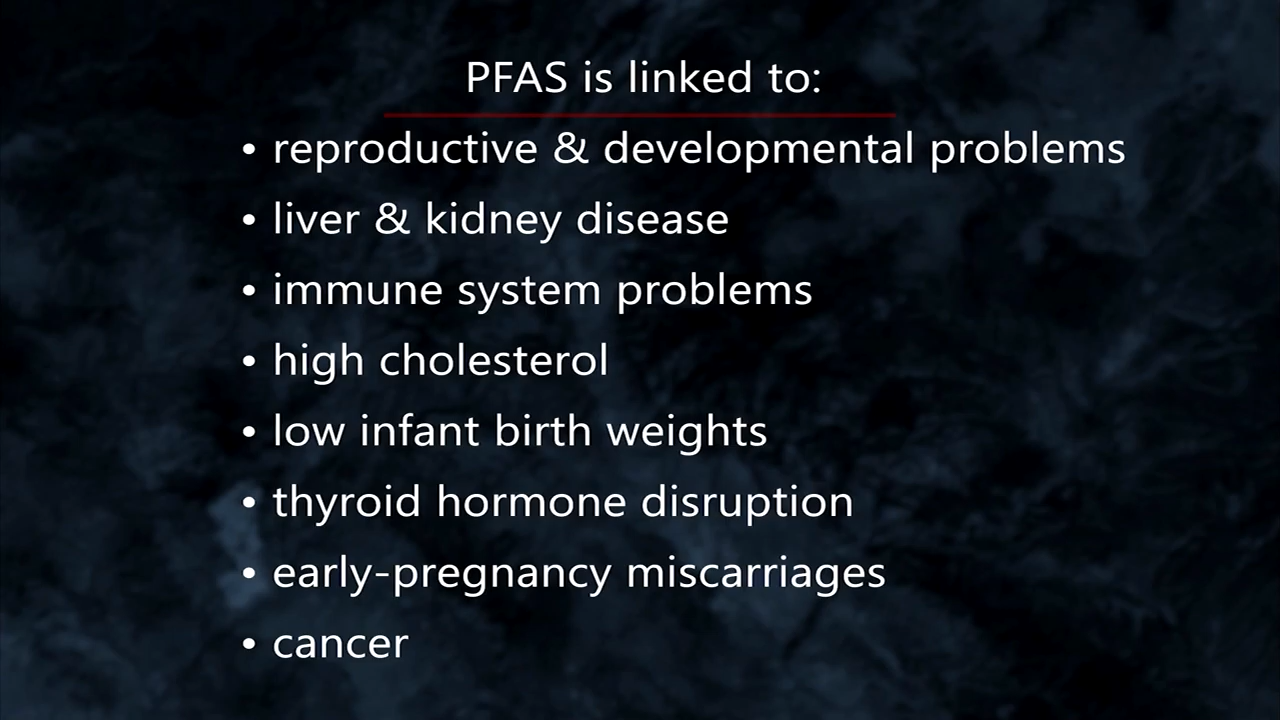 PFAS is linked to:
• reproductive & developmental problems
• liver & kidney disease
• immune system problems
• high cholesterol
• low infant birth weights
• thyroid hormone disruption
• early-pregnancy miscarriages
• cancer